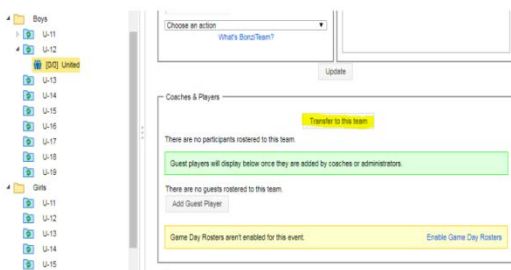 Boys
U-11
U-12
[0/0] United
U-13
U-14
U-15
U-16
U-17
U-18
U-19
Girls
U-11
U-12
U-13
U-14
U-15
Choose an action
What's BonziTeam?
Update
Coaches & Players
Transfer to this team
There are no participants rostered to this team.
Guest players will display below once they are added by coaches or administrators.
There are no guests rostered to this team.
Add Guest Player
Game Day Rosters aren't enabled for this event.
Enable Game Day Rosters